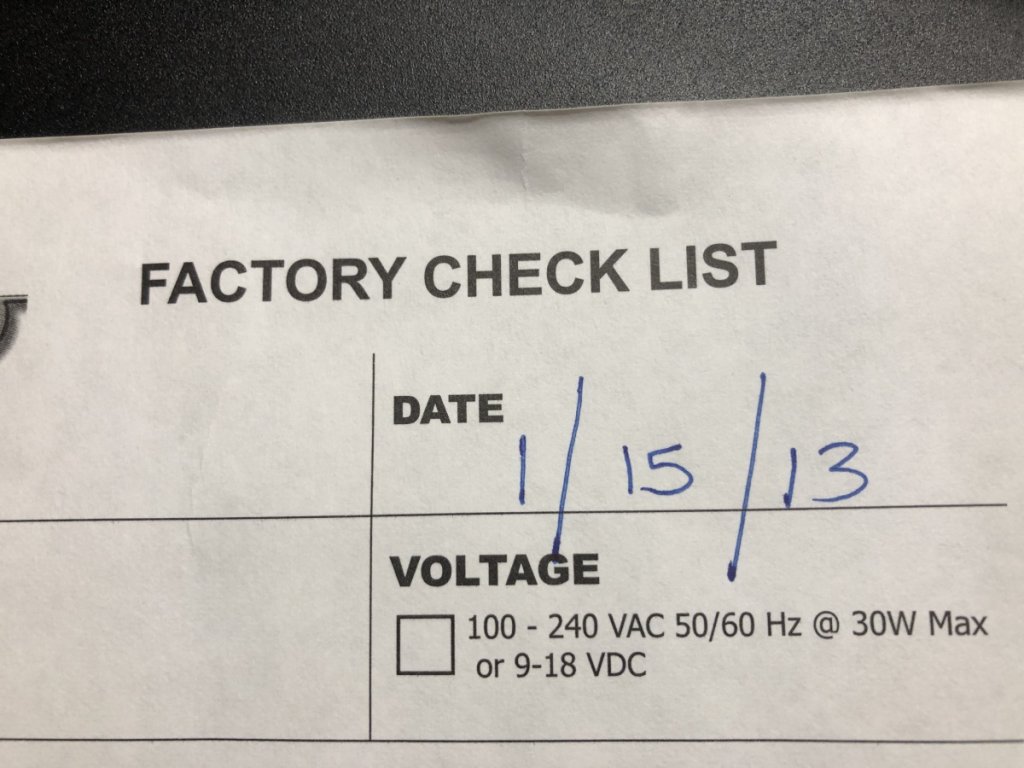 FACTORY CHECK LIST
DATE
1/15/13
VOLTAGE
100 - 240 VAC 50/60 Hz @ 30W Max
or 9-18 VDC